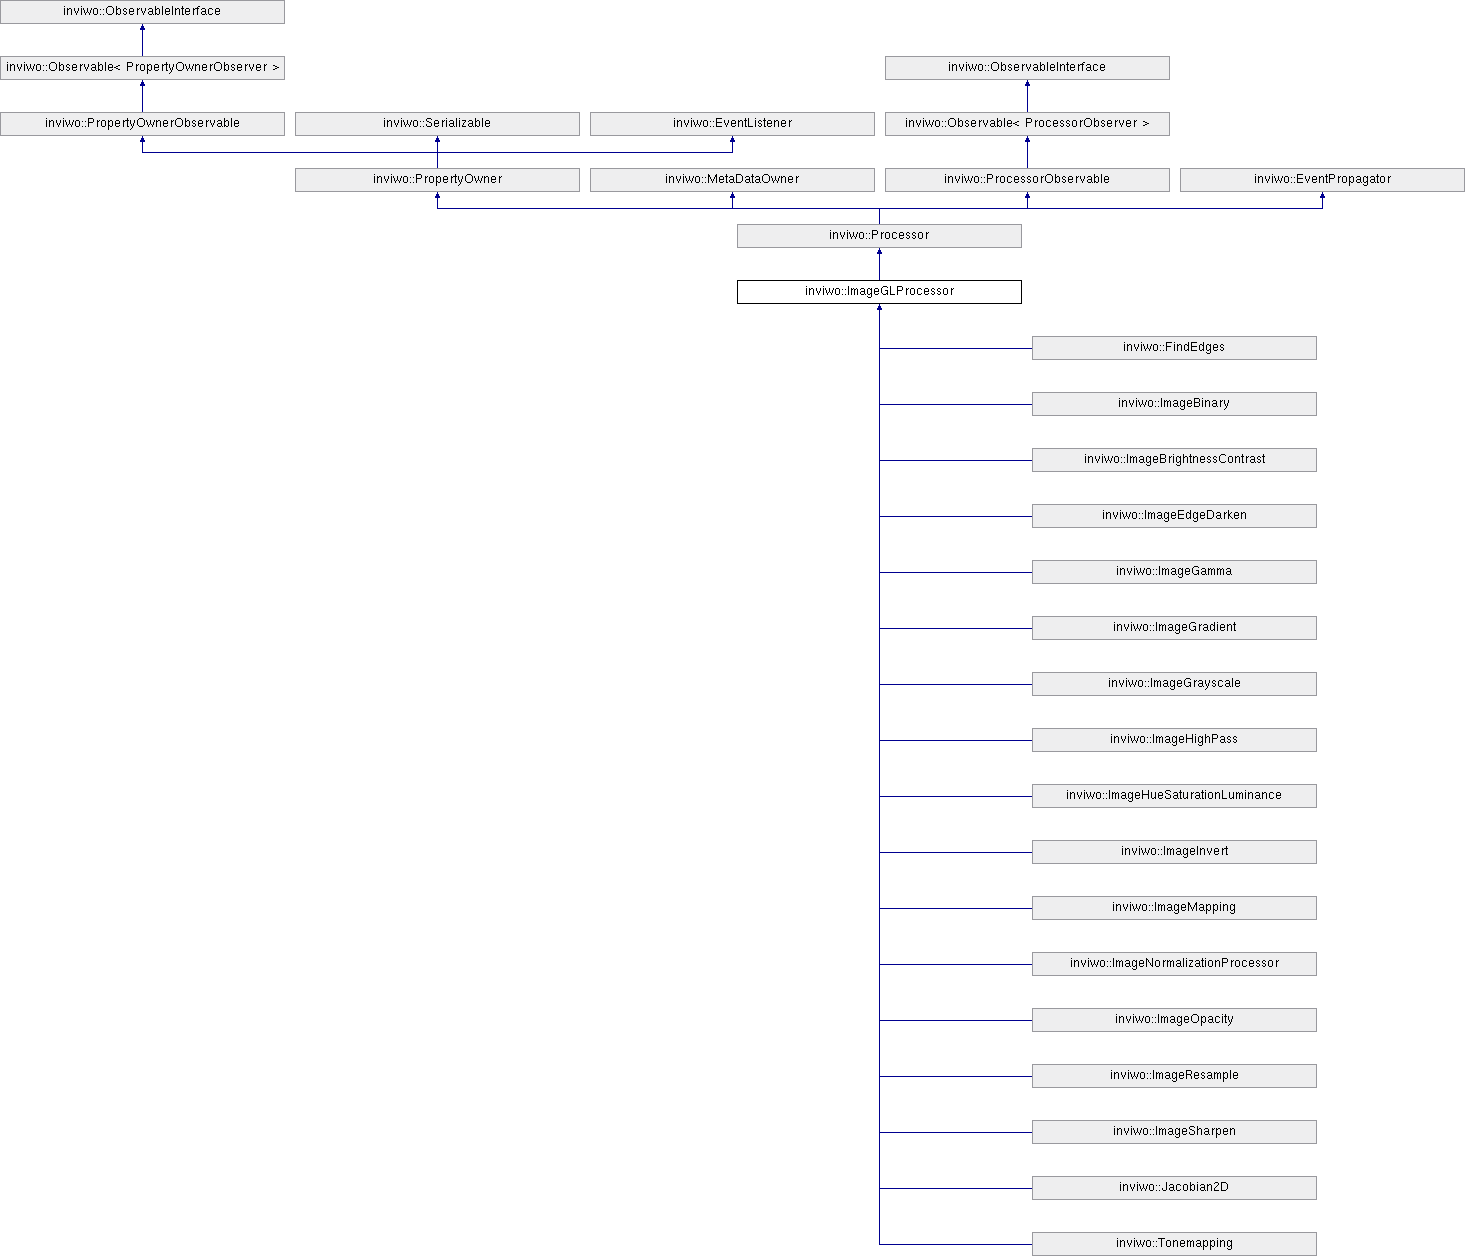 inviwo::ObservableInterface
inviwo::Observable< PropertyOwnerObserver >
inviwo::ObservableInterface
inviwo::PropertyOwnerObservable
inviwo::Serializable
inviwo::EventListener
inviwo::Observable< ProcessorObserver >
inviwo::PropertyOwner
inviwo::MetaDataOwner
inviwo::ProcessorObservable
inviwo::EventPropagator
inviwo::Processor
inviwo::ImageGLProcessor
inviwo::FindEdges
inviwo::ImageBinary
inviwo::ImageBrightnessContrast
inviwo::ImageEdgeDarken
inviwo::ImageGamma
inviwo::ImageGradient
inviwo::ImageGrayscale
inviwo::ImageHighPass
inviwo::ImageHueSaturationLuminance
inviwo::ImageInvert
inviwo::ImageMapping
inviwo::ImageNormalizationProcessor
inviwo::ImageOpacity
inviwo::ImageResample
inviwo::ImageSharpen
inviwo::Jacobian2D
inviwo::Tonemapping